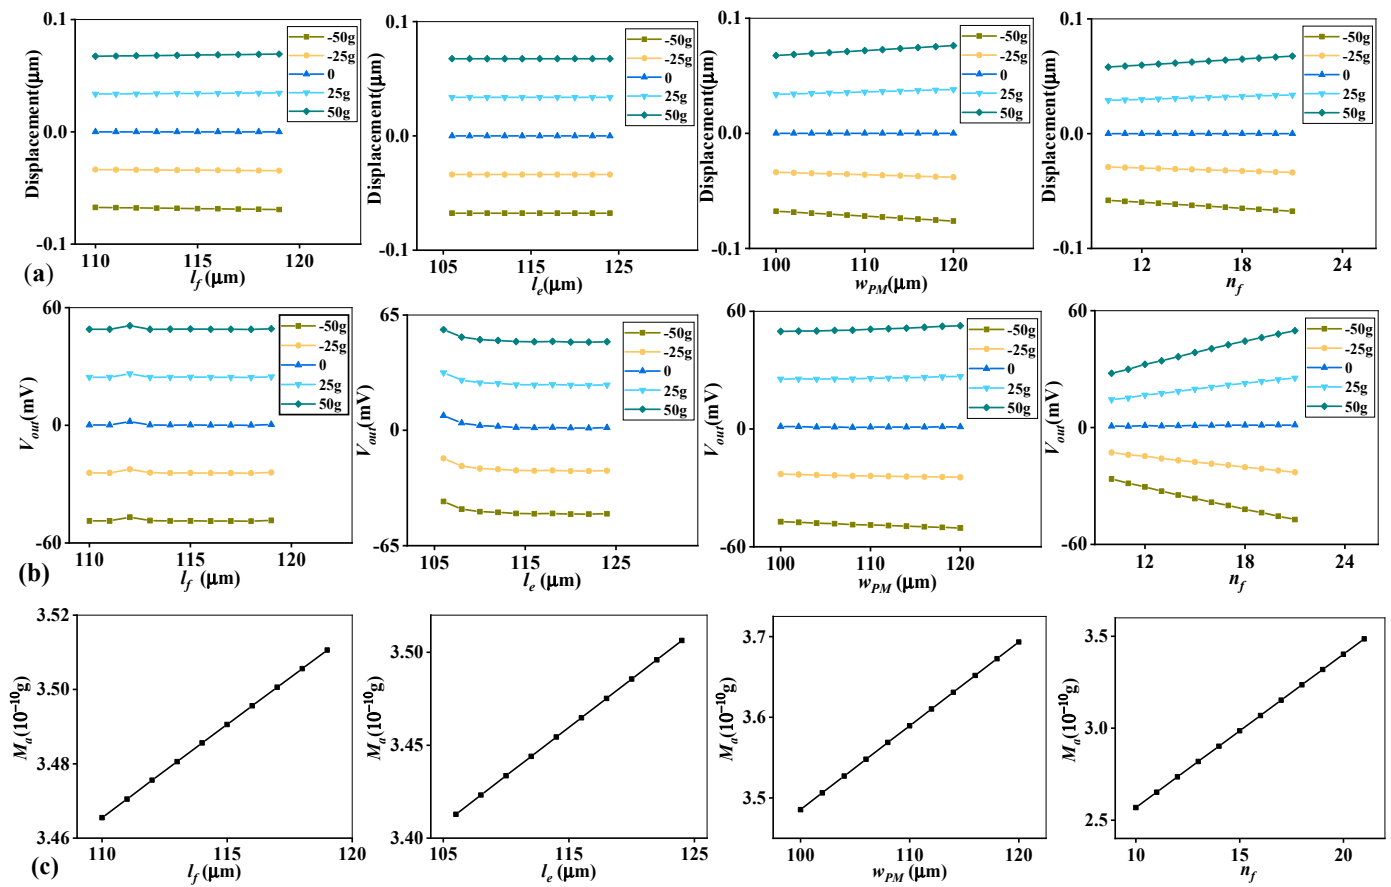 0.1
0.0
-0.1
Displacement(μm)
110
115
120
l_f (μm)
-50g
-25g
0
25g
50g
0.1
0.0
-0.1
Displacement(μm)
105
115
125
l_e(μm)
-50g
-25g
0
25g
50g
0.1
0.0
-0.1
Displacement(μm)
100
110
120
w_PM(μm)
-50g
-25g
0
25g
50g
0.1
0.0
-0.1
Displacement(μm)
12
18
24
n_f
-50g
-25g
0
25g
50g
(a)
60
0
-60
V_out(mV)
110
115
120
l_f (μm)
-50g
-25g
0
25g
50g
65
0
-65
V_out(mV)
105
115
125
l_e (μm)
-50g
-25g
0
25g
50g
60
0
-60
V_out(mV)
100
110
120
w_PM (μm)
-50g
-25g
0
25g
50g
60
0
-60
V_out(mV)
12
18
24
n_f
-50g
-25g
0
25g
50g
(b)
3.52
3.50
3.48
3.46
M_a(10⁻¹⁰g)
110
115
120
l_f (μm)
3.50
3.45
3.40
M_a(10⁻¹⁰g)
105
115
125
l_e (μm)
3.7
3.6
3.5
M_a(10⁻¹⁰g)
100
110
120
w_PM (μm)
3.5
3.0
2.5
M_a(10⁻¹⁰g)
10
15
20
n_f
(c)